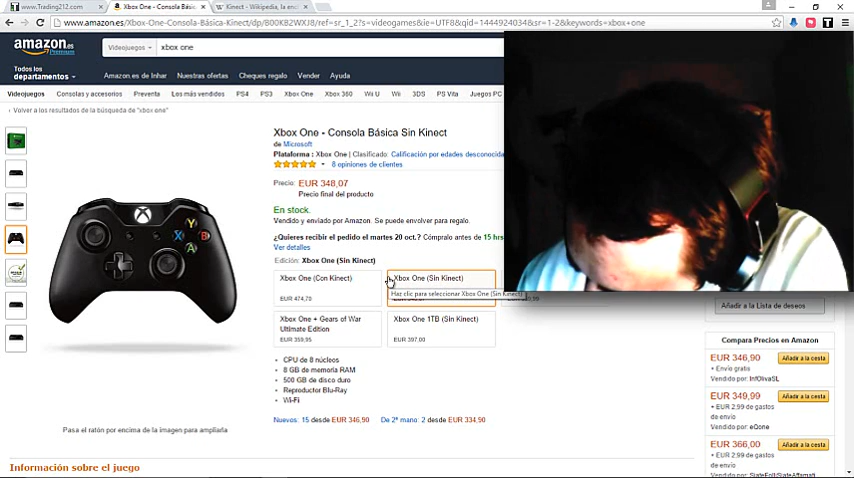 www.Trading212.com
Xbox One-Consola Básica
Kinect - Wikipedia, la enci
www.amazon.es/Xbox-One-Consola-Básica-Kinect/dp/B00KB2WXJ8/ref=sr_1_2?s=videogames&ie=UTF8&qid=1444924034&sr=1-2&keywords=xbox+one
amazon.es
Premium
Videojuegos
xbox one
Todos los
departamentos
Amazon.es de Inhar
Nuestras ofertas
Cheques regalo
Vender
Ayuda
Videojuegos
Consolas y accesorios
Preventa
Los más vendidos
PS4
PS3
Xbox One
Xbox 360
Wii U
Wii
3DS
PS Vita
Juegos PC
‹ Volver a los resultados de la búsqueda de "xbox one"
Xbox One - Consola Básica Sin Kinect
de Microsoft
Plataforma : Xbox One | Clasificado: Calificación por edades desconocida
8 opiniones de clientes
Precio: EUR 348,07
Precio final del producto
En stock.
Vendido y enviado por Amazon. Se puede envolver para regalo.
¿Quieres recibir el pedido el martes 20 oct.? Cómpralo antes de 15 hrs
Ver detalles
Edición: Xbox One (Sin Kinect)
Xbox One (Con Kinect)
EUR 474,70
Xbox One (Sin Kinect)
Haz clic para seleccionar Xbox One (Sin Kinect)
Xbox One + Gears of War
Ultimate Edition
EUR 359,95
Xbox One 1TB (Sin Kinect)
EUR 397,00
• CPU de 8 núcleos
• 8 GB de memoria RAM
• 500 GB de disco duro
• Reproductor Blu-Ray
• Wi-Fi
Nuevos: 15 desde EUR 346,90
De 2ª mano: 2 desde EUR 334,90
Pasa el ratón por encima de la imagen para ampliarla
Información sobre el juego
Añadir a la Lista de deseos
Compara Precios en Amazon
EUR 346,90
Añadir a la cesta
+ Envío gratis
Vendido por: InfOlivaSL
EUR 349,99
Añadir a la cesta
+ EUR 2,99 de gastos
de envío
Vendido por: eQone
EUR 366,00
Añadir a la cesta
+ EUR 2,99 de gastos
de envío